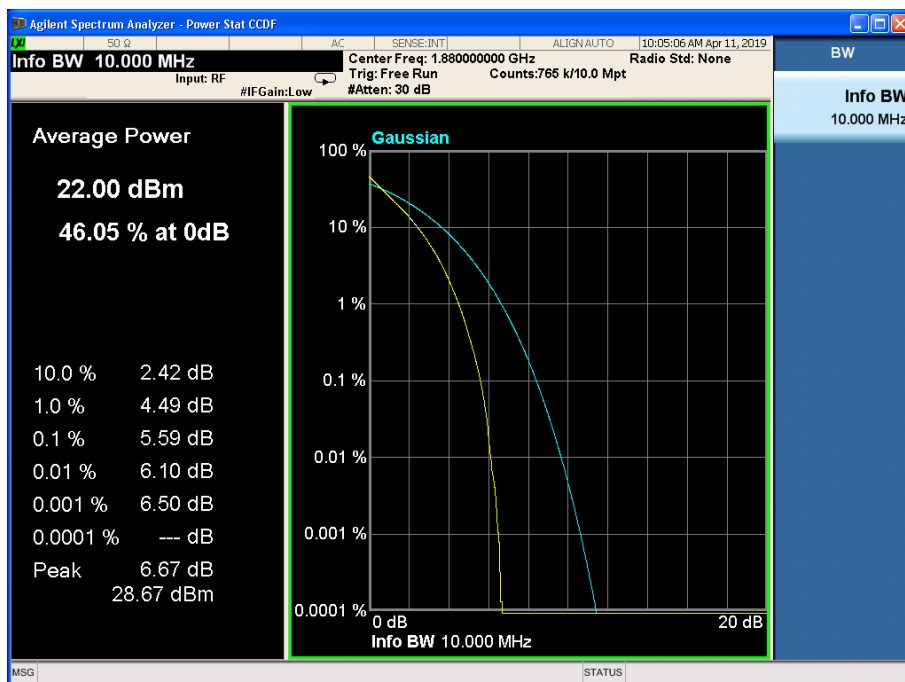 Agilent Spectrum Analyzer - Power Stat CCDF
LXI 50 Ω AC SENSE:INT ALIGN AUTO 10:05:06 AM Apr 11, 2019
Info BW 10.000 MHz
Input: RF
#IFGain:Low
Center Freq: 1.880000000 GHz
Radio Std: None
Trig: Free Run Counts:765 k/10.0 Mpt
#Atten: 30 dB
BW
Info BW
10.000 MHz
Average Power
22.00 dBm
46.05 % at 0dB
10.0 % 2.42 dB
1.0 % 4.49 dB
0.1 % 5.59 dB
0.01 % 6.10 dB
0.001 % 6.50 dB
0.0001 % --- dB
Peak 6.67 dB
28.67 dBm
Gaussian
100 %
10 %
1 %
0.1 %
0.01 %
0.001 %
0.0001 %
0 dB 20 dB
Info BW 10.000 MHz
MSG STATUS